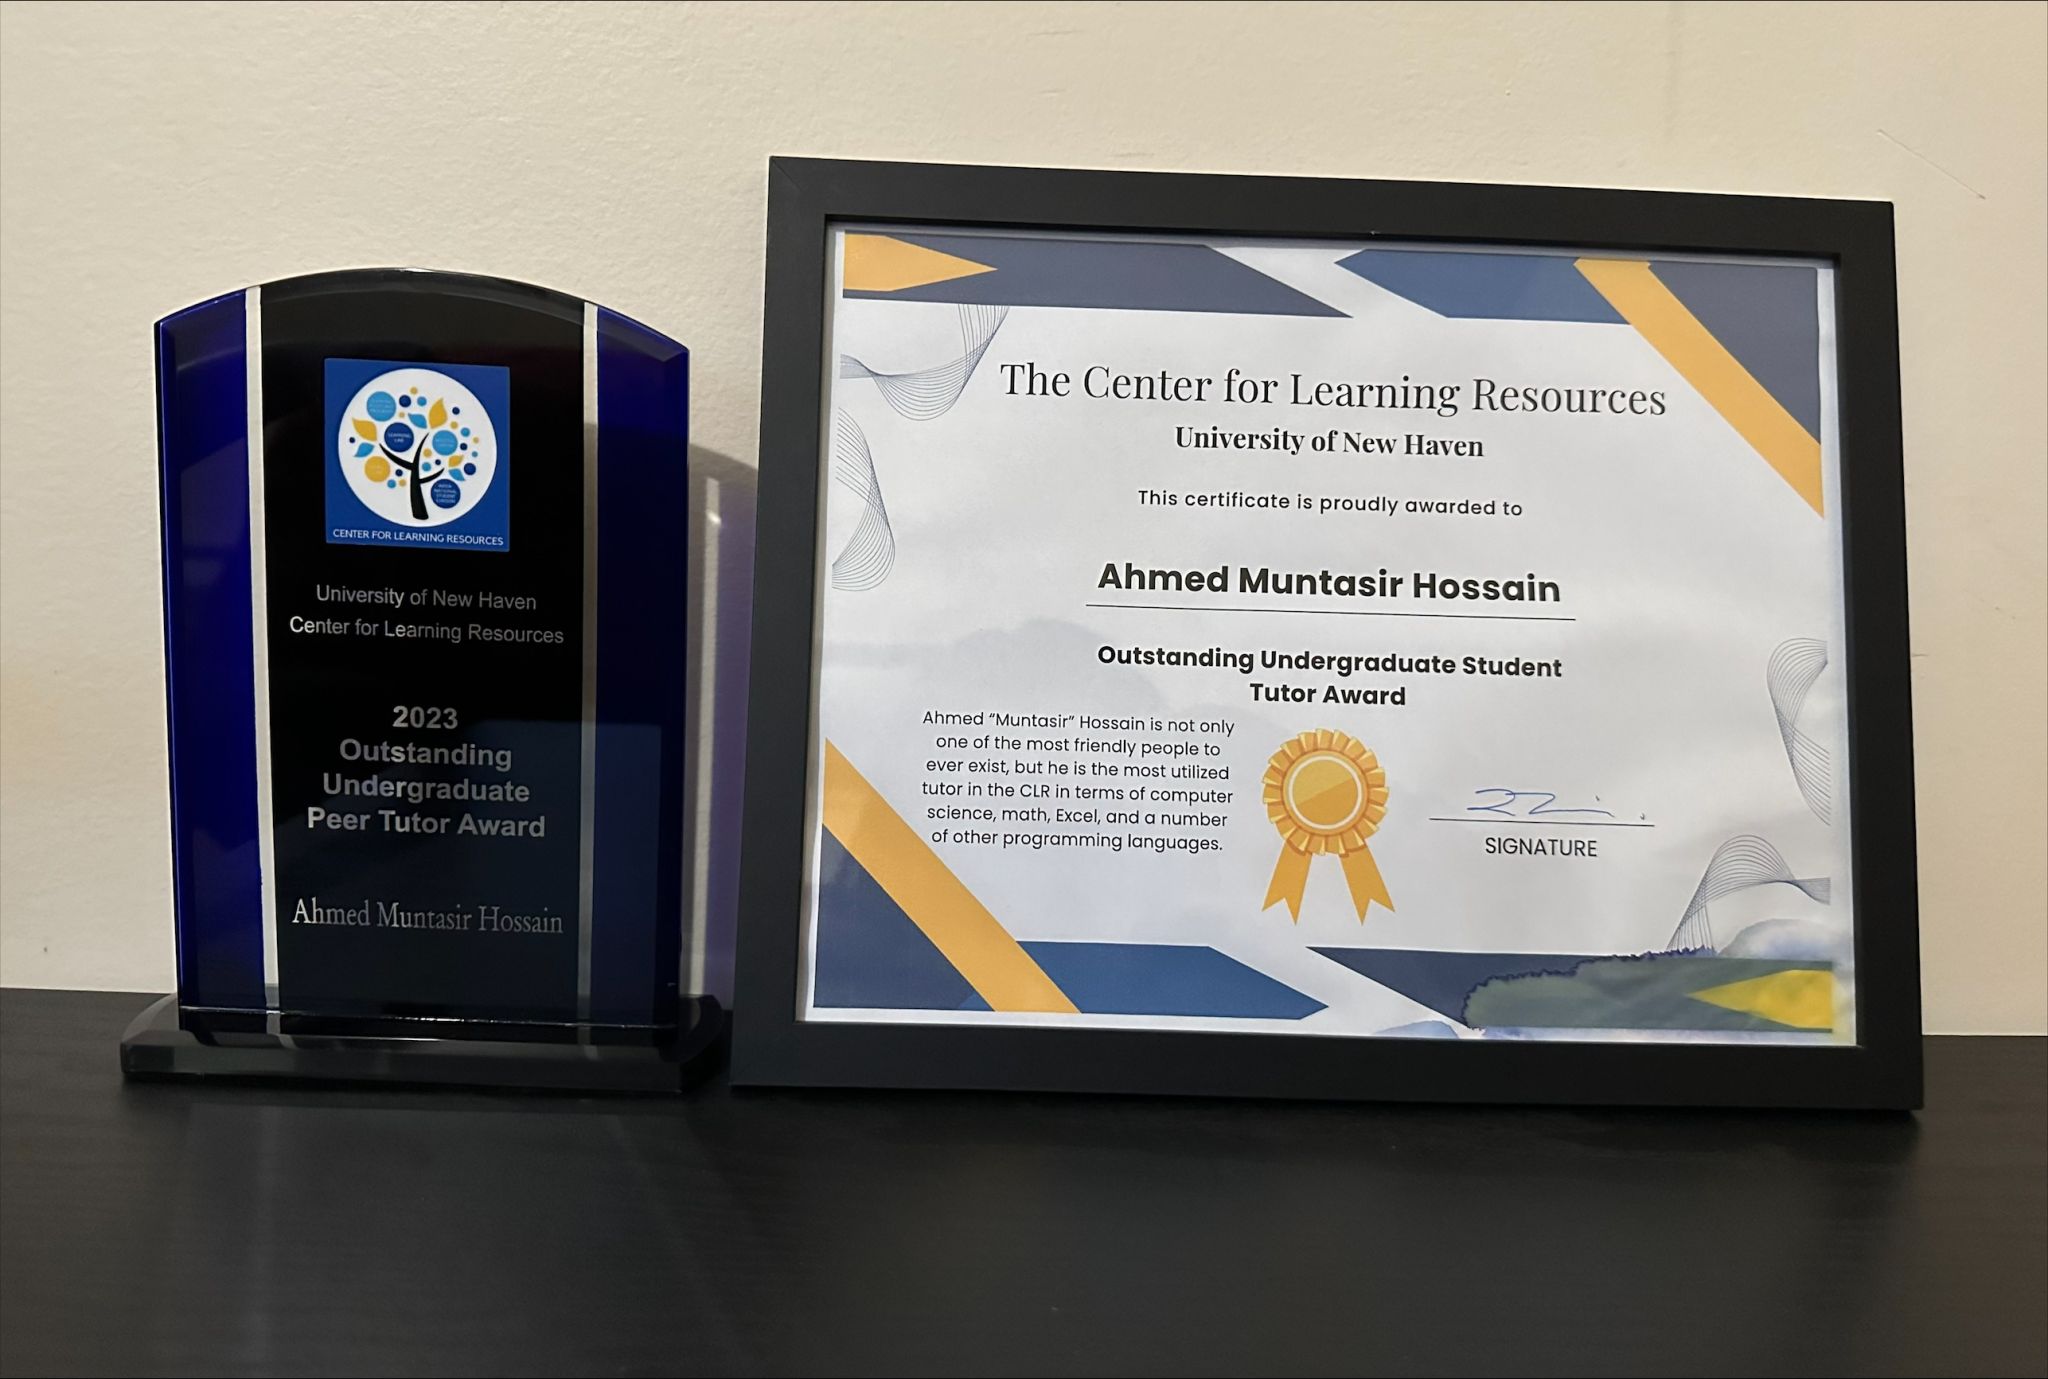 CENTER FOR LEARNING RESOURCES
University of New Haven
Center for Learning Resources
2023
Outstanding
Undergraduate
Peer Tutor Award
Ahmed Muntasir Hossain
The Center for Learning Resources
University of New Haven
This certificate is proudly awarded to
Ahmed Muntasir Hossain
Outstanding Undergraduate Student
Tutor Award
Ahmed “Muntasir” Hossain is not only
one of the most friendly people to
ever exist, but he is the most utilized
tutor in the CLR in terms of computer
science, math, Excel, and a number
of other programming languages.
SIGNATURE